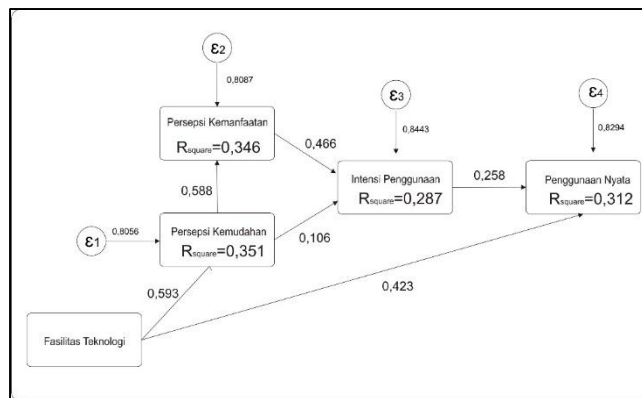 ε2
0,8087
Persepsi Kemanfaatan
Rsquare=0,346
ε3
0,8443
ε4
0,8294
0,466
Intensi Penggunaan
Rsquare=0,287
0,258
Penggunaan Nyata
Rsquare=0,312
0,588
ε1
0,8056
Persepsi Kemudahan
Rsquare=0,351
0,106
0,593
0,423
Fasilitas Teknologi